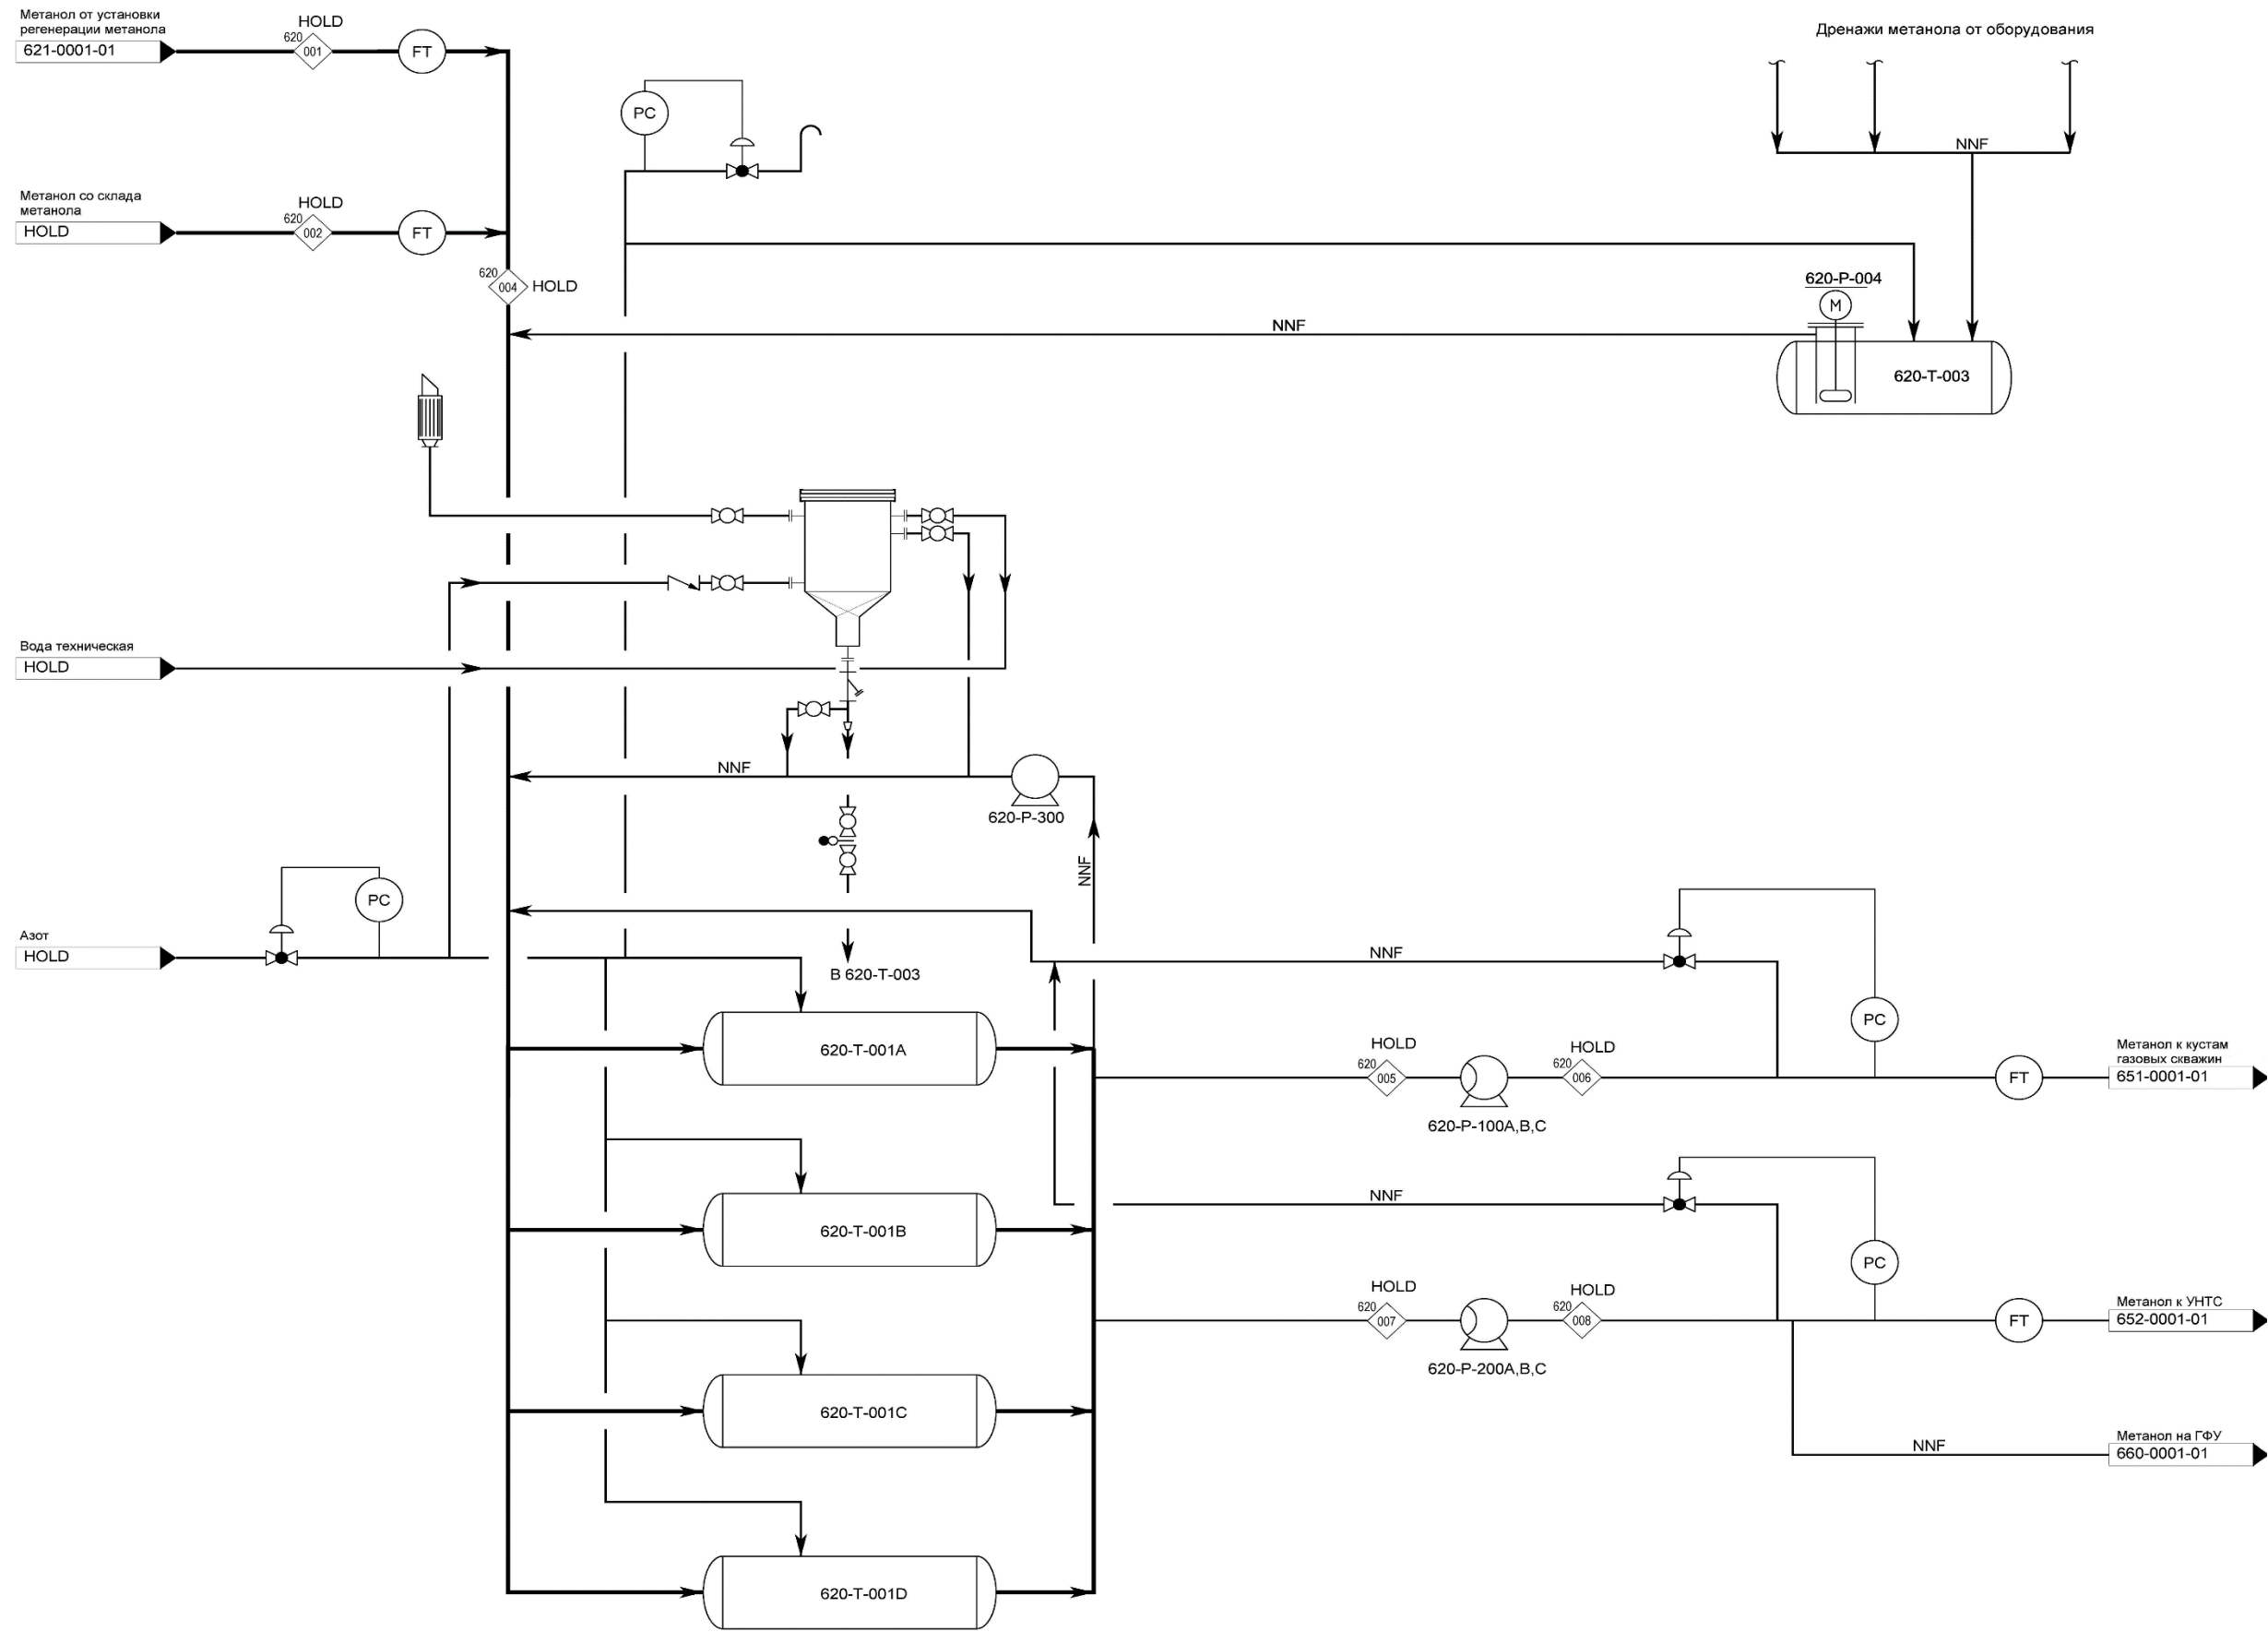 Метанол от установки
регенерации метанола
621-0001-01
HOLD
620
001
FT
Дренажи метанола от оборудования
PC
NNF
Метанол со склада
метанола
HOLD
HOLD
620
002
FT
620
004
HOLD
620-P-004
M
NNF
620-T-003
Вода техническая
HOLD
NNF
620-P-300
NNF
PC
Азот
HOLD
В 620-T-003
NNF
PC
620-T-001A
HOLD
620
005
HOLD
620
006
620-P-100A,B,C
FT
Метанол к кустам
газовых скважин
651-0001-01
NNF
620-T-001B
PC
HOLD
620
007
HOLD
620
008
620-P-200A,B,C
FT
Метанол к УНТС
652-0001-01
620-T-001C
NNF
Метанол на ГФУ
660-0001-01
620-T-001D